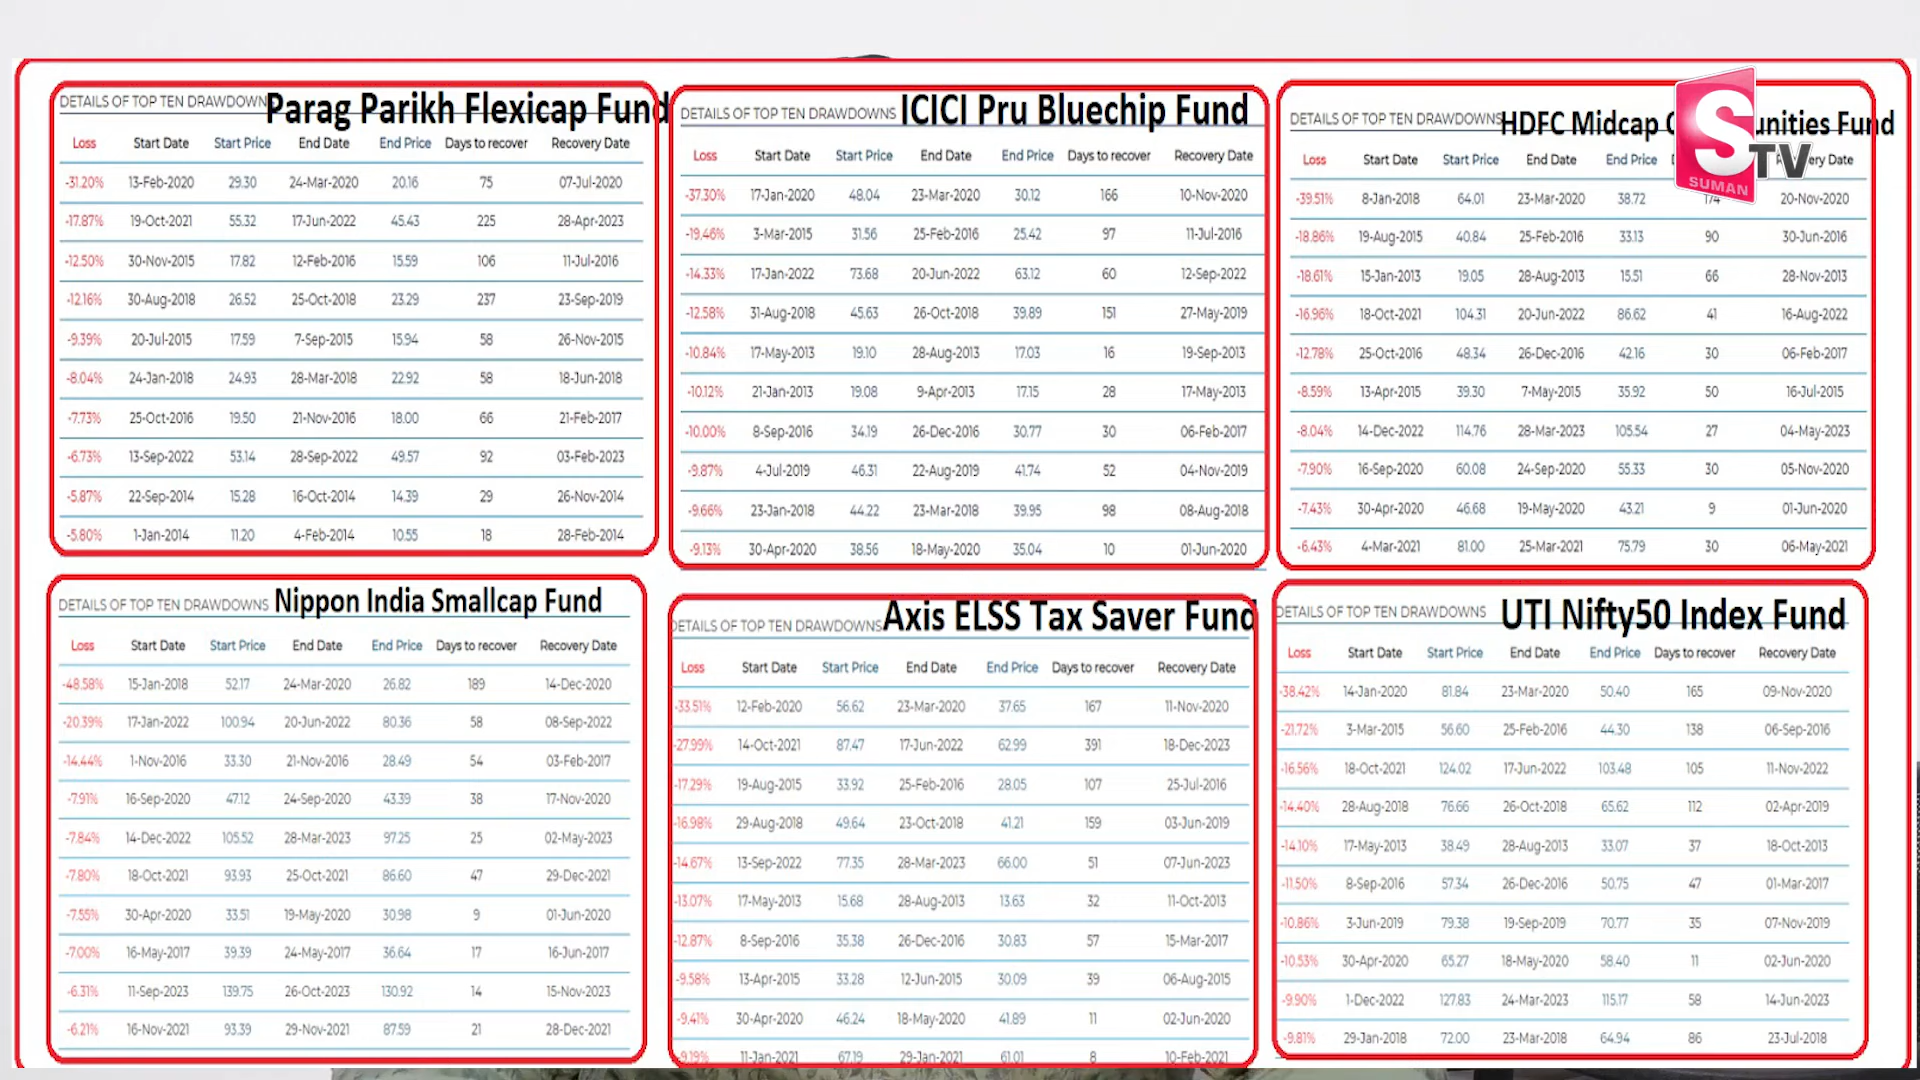 DETAILS OF TOP TEN DRAWDOWN Parag Parikh Flexicap Fund
Loss Start Date Start Price End Date End Price Days to recover Recovery Date
-31.20% 13-Feb-2020 29.30 24-Mar-2020 20.16 75 07-Jul-2020
-17.87% 19-Oct-2021 55.32 17-Jun-2022 45.43 225 28-Apr-2023
-12.50% 30-Nov-2015 17.82 12-Feb-2016 15.59 106 11-Jul-2016
-12.16% 30-Aug-2018 26.52 25-Oct-2018 23.29 237 23-Sep-2019
-9.39% 20-Jul-2015 17.59 7-Sep-2015 15.94 58 26-Nov-2015
-8.04% 24-Jan-2018 24.93 28-Mar-2018 22.92 58 18-Jun-2018
-7.73% 25-Oct-2016 19.50 21-Nov-2016 18.00 66 21-Feb-2017
-6.73% 13-Sep-2022 53.14 28-Sep-2022 49.57 92 03-Feb-2023
-5.87% 22-Sep-2014 15.28 16-Oct-2014 14.39 29 26-Nov-2014
-5.80% 1-Jan-2014 11.20 4-Feb-2014 10.55 18 28-Feb-2014
DETAILS OF TOP TEN DRAWDOWNS ICICI Pru Bluechip Fund
Loss Start Date Start Price End Date End Price Days to recover Recovery Date
-37.30% 17-Jan-2020 48.04 23-Mar-2020 30.12 166 10-Nov-2020
-19.46% 3-Mar-2015 31.56 25-Feb-2016 25.42 97 11-Jul-2016
-14.33% 17-Jan-2022 73.68 20-Jun-2022 63.12 60 12-Sep-2022
-12.58% 31-Aug-2018 45.63 26-Oct-2018 39.89 151 27-May-2019
-10.84% 17-May-2013 19.10 28-Aug-2013 17.03 16 19-Sep-2013
-10.12% 21-Jan-2013 19.08 9-Apr-2013 17.15 28 17-May-2013
-10.00% 8-Sep-2016 34.19 26-Dec-2016 30.77 30 06-Feb-2017
-9.87% 4-Jul-2019 46.31 22-Aug-2019 41.74 52 04-Nov-2019
-9.66% 23-Jan-2018 44.22 23-Mar-2018 39.95 98 08-Aug-2018
-9.13% 30-Apr-2020 38.56 18-May-2020 35.04 10 01-Jun-2020
DETAILS OF TOP TEN DRAWDOWNS HDFC Midcap Fund
S TV SUMAN
Loss Start Date Start Price End Date End Price Date
-39.51% 8-Jan-2018 64.01 23-Mar-2020 38.72 174 20-Nov-2020
-18.86% 19-Aug-2015 40.84 25-Feb-2016 33.13 90 30-Jun-2016
-18.61% 15-Jan-2013 19.05 28-Aug-2013 15.51 66 28-Nov-2013
-16.96% 18-Oct-2021 104.31 20-Jun-2022 86.62 41 16-Aug-2022
-12.78% 25-Oct-2016 48.34 26-Dec-2016 42.16 30 06-Feb-2017
-8.59% 13-Apr-2015 39.30 7-May-2015 35.92 50 16-Jul-2015
-8.04% 14-Dec-2022 114.76 28-Mar-2023 105.54 27 04-May-2023
-7.90% 16-Sep-2020 60.08 24-Sep-2020 55.33 30 05-Nov-2020
-7.43% 30-Apr-2020 46.68 19-May-2020 43.21 9 01-Jun-2020
-6.43% 4-Mar-2021 81.00 25-Mar-2021 75.79 30 06-May-2021
DETAILS OF TOP TEN DRAWDOWNS Nippon India Smallcap Fund
Loss Start Date Start Price End Date End Price Days to recover Recovery Date
-48.58% 15-Jan-2018 52.17 24-Mar-2020 26.82 189 14-Dec-2020
-20.39% 17-Jan-2022 100.94 20-Jun-2022 80.36 58 08-Sep-2022
-14.44% 1-Nov-2016 33.30 21-Nov-2016 28.49 54 03-Feb-2017
-7.91% 16-Sep-2020 47.12 24-Sep-2020 43.39 38 17-Nov-2020
-7.84% 14-Dec-2022 105.52 28-Mar-2023 97.25 25 02-May-2023
-7.80% 18-Oct-2021 93.93 25-Oct-2021 86.60 47 29-Dec-2021
-7.55% 30-Apr-2020 33.51 19-May-2020 30.98 9 01-Jun-2020
-7.00% 16-May-2017 39.39 24-May-2017 36.64 17 16-Jun-2017
-6.31% 11-Sep-2023 139.75 26-Oct-2023 130.92 14 15-Nov-2023
-6.21% 16-Nov-2021 93.39 29-Nov-2021 87.59 21 28-Dec-2021
DETAILS OF TOP TEN DRAWDOWNS Axis ELSS Tax Saver Fund
Loss Start Date Start Price End Date End Price Days to recover Recovery Date
-33.51% 12-Feb-2020 56.62 23-Mar-2020 37.65 167 11-Nov-2020
-27.99% 14-Oct-2021 87.47 17-Jun-2022 62.99 391 18-Dec-2023
-17.29% 19-Aug-2015 33.92 25-Feb-2016 28.05 107 25-Jul-2016
-16.98% 29-Aug-2018 49.64 23-Oct-2018 41.21 159 03-Jun-2019
-14.67% 13-Sep-2022 77.35 28-Mar-2023 66.00 51 07-Jun-2023
-13.07% 17-May-2013 15.68 28-Aug-2013 13.63 32 11-Oct-2013
-12.87% 8-Sep-2016 35.38 26-Dec-2016 30.83 57 15-Mar-2017
-9.58% 13-Apr-2015 33.28 12-Jun-2015 30.09 39 06-Aug-2015
-9.41% 30-Apr-2020 46.24 18-May-2020 41.89 11 02-Jun-2020
-9.19% 11-Jan-2021 67.19 29-Jan-2021 61.01 8 10-Feb-2021
DETAILS OF TOP TEN DRAWDOWNS UTI Nifty50 Index Fund
Loss Start Date Start Price End Date End Price Days to recover Recovery Date
-38.42% 14-Jan-2020 81.84 23-Mar-2020 50.40 165 09-Nov-2020
-21.72% 3-Mar-2015 56.60 25-Feb-2016 44.30 138 06-Sep-2016
-16.56% 18-Oct-2021 124.02 17-Jun-2022 103.48 105 11-Nov-2022
-14.40% 28-Aug-2018 76.66 26-Oct-2018 65.62 112 02-Apr-2019
-14.10% 17-May-2013 38.49 28-Aug-2013 33.07 37 18-Oct-2013
-11.50% 8-Sep-2016 57.34 26-Dec-2016 50.75 47 01-Mar-2017
-10.86% 3-Jun-2019 79.38 19-Sep-2019 70.77 35 07-Nov-2019
-10.53% 30-Apr-2020 65.27 18-May-2020 58.40 11 02-Jun-2020
-9.90% 1-Dec-2022 127.83 24-Mar-2023 115.17 58 14-Jun-2023
-9.81% 29-Jan-2018 72.00 23-Mar-2018 64.94 86 23-Jul-2018